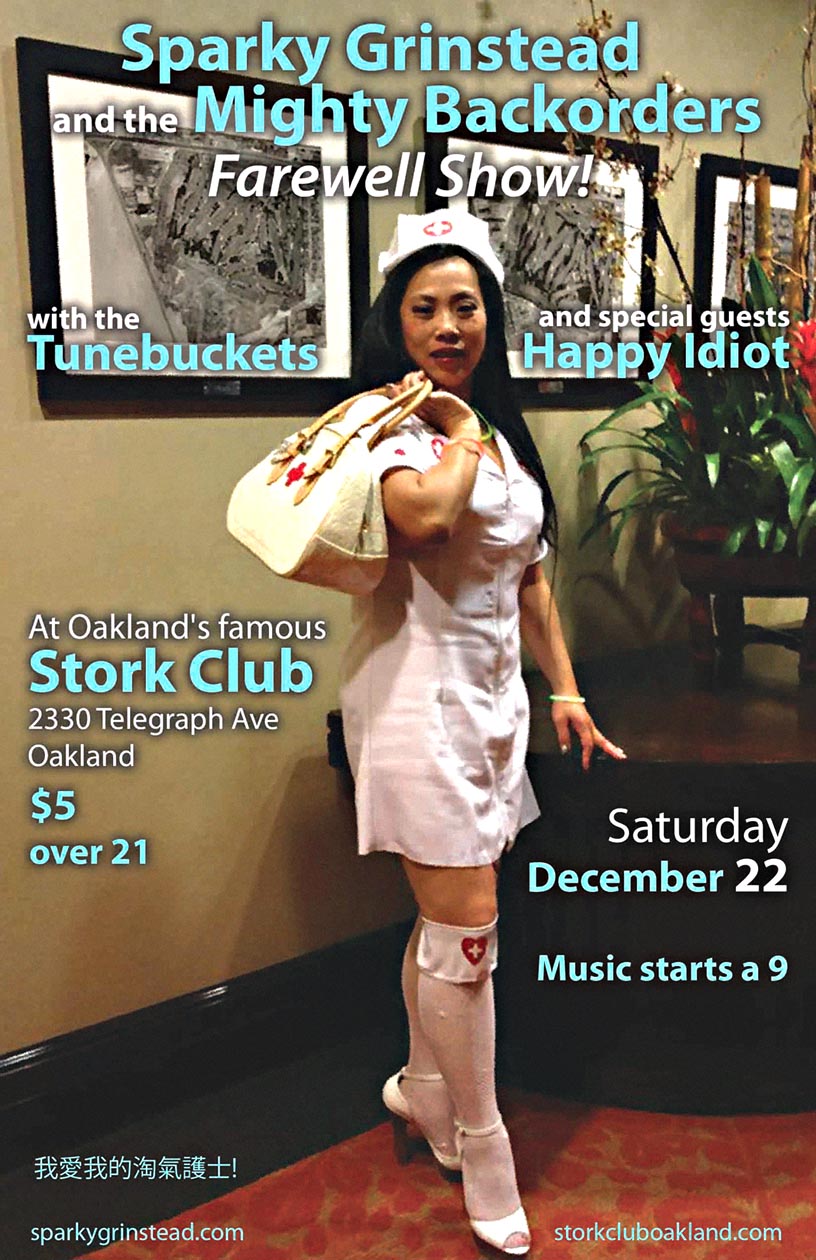 Sparky Grinstead
and the Mighty Backorders
Farewell Show!
with the
Tunebuckets
and special guests
Happy Idiot
At Oakland's famous
Stork Club
2330 Telegraph Ave
Oakland
$5
over 21
Saturday
December 22
Music starts a 9
我愛我的淘氣護士!
sparkygrinstead.com
storkcluboakland.com